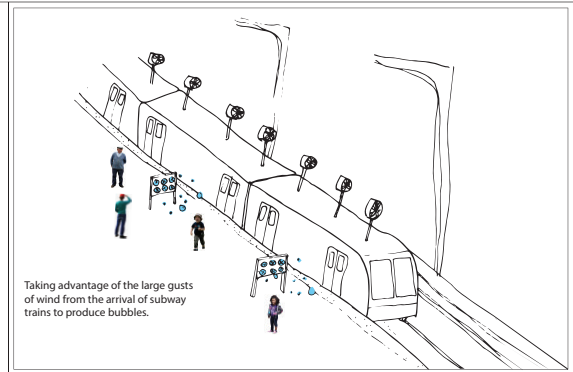 Taking advantage of the large gusts
of wind from the arrival of subway
trains to produce bubbles.